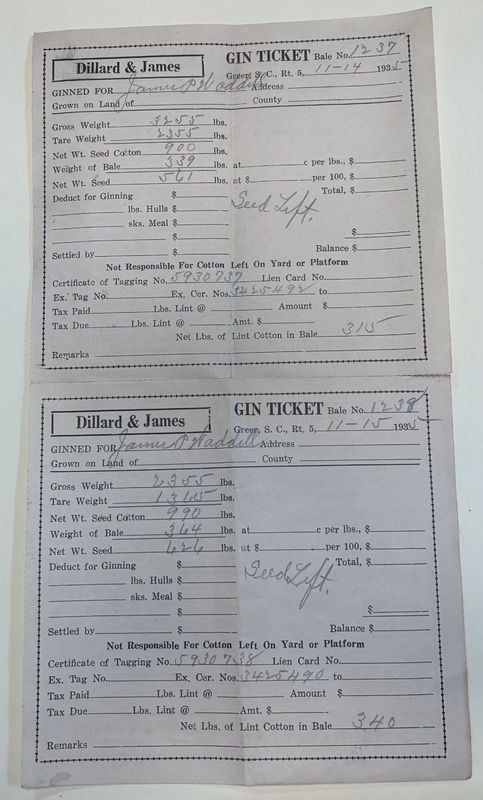 Dillard & James
GIN TICKET Bale No. 1237
Greer, S. C., Rt. 5, 11-14 1935
GINNED FOR James P Waddill Address
Grown on Land of County
Gross Weight 3255 lbs.
Tare Weight 2355 lbs.
Net Wt. Seed Cotton 900 lbs.
Weight of Bale 339 lbs. at c per lbs., $
Net Wt. Seed 561 lbs. at $ per 100, $
Deduct for Ginning $ Total, $
Seed Left.
lbs. Hulls $
sks. Meal $
$ $
Settled by $ Balance $
Not Responsible For Cotton Left On Yard or Platform
Certificate of Tagging No. 5930737 Lien Card No.
Ex. Tag No. Ex. Cer. Nos. 3425492 to
Tax Paid Lbs. Lint @ Amount $
Tax Due Lbs. Lint @ Amt. $
Net Lbs. of Lint Cotton in Bale 315
Remarks
Dillard & James
GIN TICKET Bale No. 1238
Greer, S. C., Rt. 5, 11-15 1935
GINNED FOR James P Waddill Address
Grown on Land of County
Gross Weight 2355 lbs.
Tare Weight 1365 lbs.
Net Wt. Seed Cotton 990 lbs.
Weight of Bale 364 lbs. at c per lbs., $
Net Wt. Seed 626 lbs. at $ per 100, $
Deduct for Ginning $ Total, $
Seed Left.
lbs. Hulls $
sks. Meal $
$ $
Settled by $ Balance $
Not Responsible For Cotton Left On Yard or Platform
Certificate of Tagging No. 5930738 Lien Card No.
Ex. Tag No. Ex. Cer. Nos. 3425490 to
Tax Paid Lbs. Lint @ Amount $
Tax Due Lbs. Lint @ Amt. $
Net Lbs. of Lint Cotton in Bale 340
Remarks